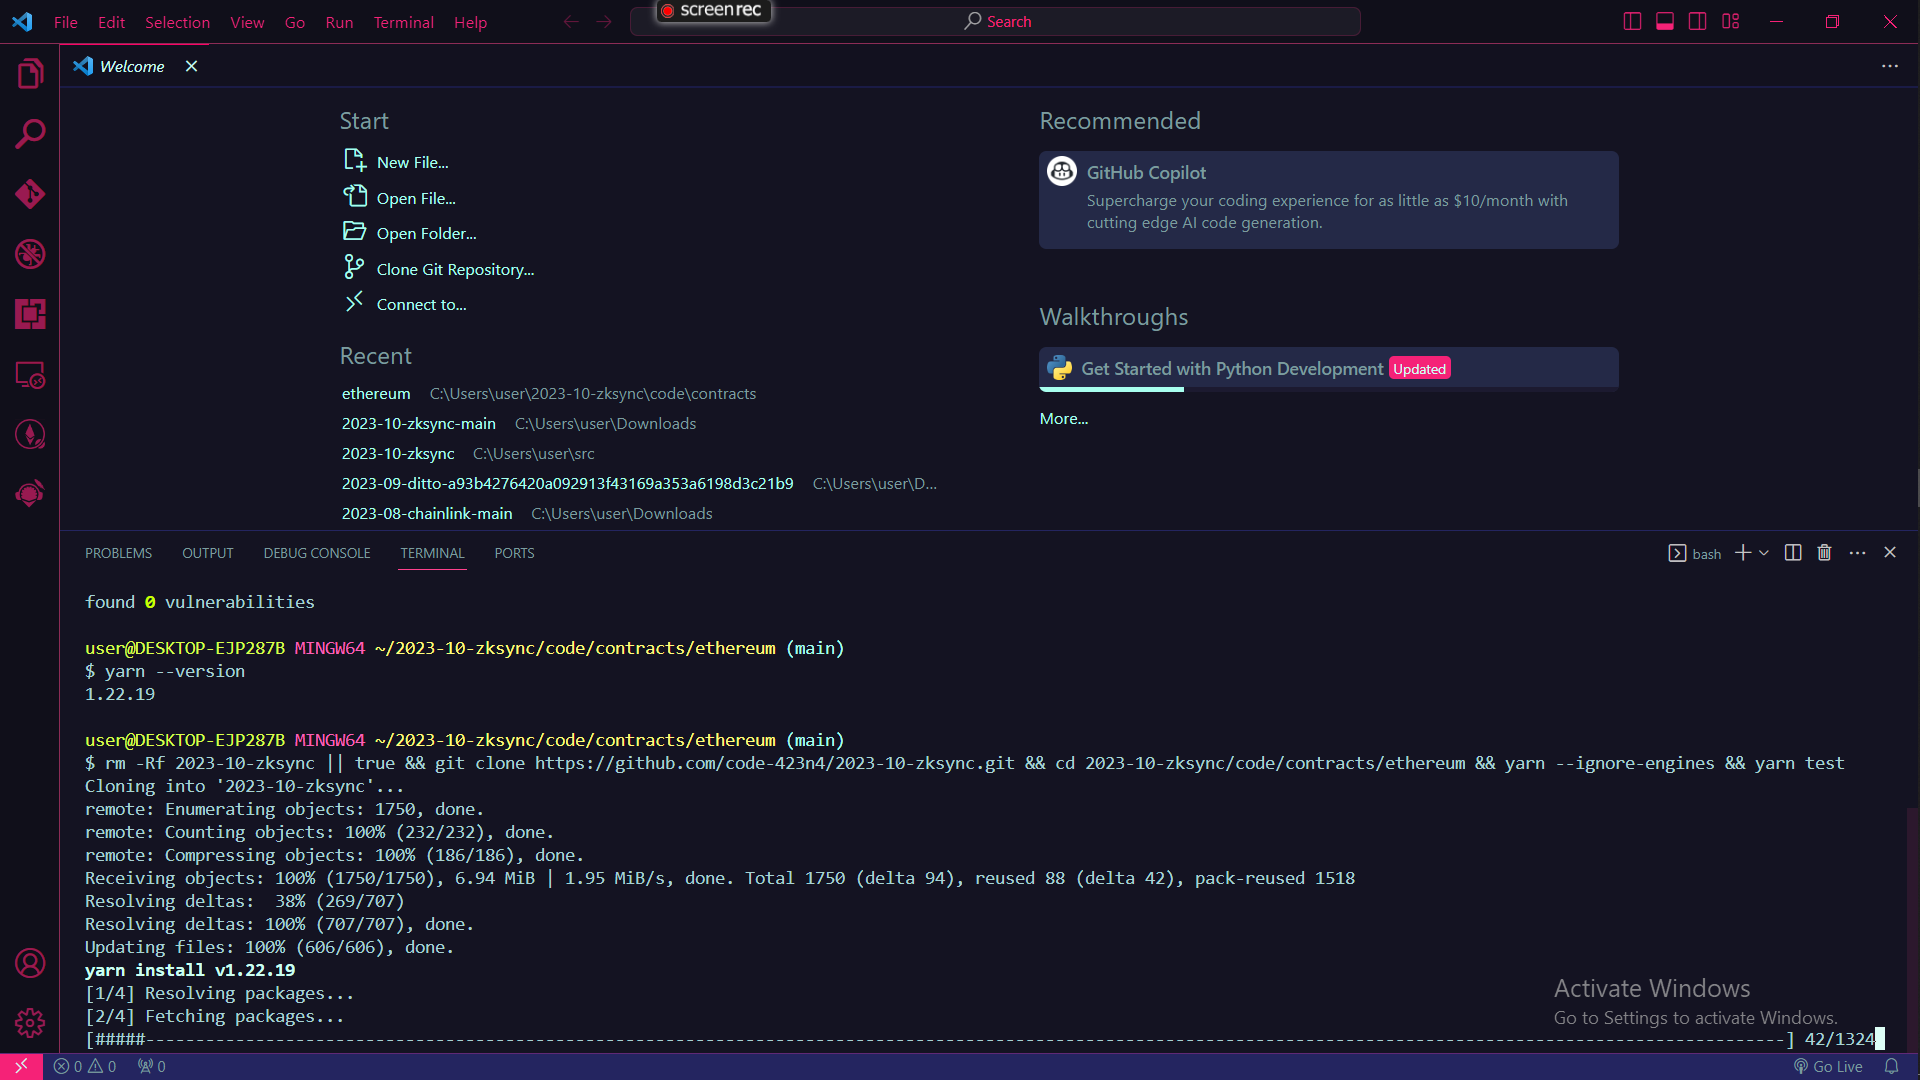 File Edit Selection View Go Run Terminal Help
screenrec
Search
Welcome
Start
New File...
Open File...
Open Folder...
Clone Git Repository...
Connect to...
Recent
ethereum C:\Users\user\2023-10-zksync\code\contracts
2023-10-zksync-main C:\Users\user\Downloads
2023-10-zksync C:\Users\user\src
2023-09-ditto-a93b4276420a092913f43169a353a6198d3c21b9 C:\Users\user\D...
2023-08-chainlink-main C:\Users\user\Downloads
Recommended
GitHub Copilot
Supercharge your coding experience for as little as $10/month with
cutting edge AI code generation.
Walkthroughs
Get Started with Python Development Updated
More...
PROBLEMS OUTPUT DEBUG CONSOLE TERMINAL PORTS
bash
found 0 vulnerabilities
user@DESKTOP-EJP287B MINGW64 ~/2023-10-zksync/code/contracts/ethereum (main)
$ yarn --version
1.22.19
user@DESKTOP-EJP287B MINGW64 ~/2023-10-zksync/code/contracts/ethereum (main)
$ rm -Rf 2023-10-zksync || true && git clone https://github.com/code-423n4/2023-10-zksync.git && cd 2023-10-zksync/code/contracts/ethereum && yarn --ignore-engines && yarn test
Cloning into '2023-10-zksync'...
remote: Enumerating objects: 1750, done.
remote: Counting objects: 100% (232/232), done.
remote: Compressing objects: 100% (186/186), done.
Receiving objects: 100% (1750/1750), 6.94 MiB | 1.95 MiB/s, done. Total 1750 (delta 94), reused 88 (delta 42), pack-reused 1518
Resolving deltas:  38% (269/707)
Resolving deltas: 100% (707/707), done.
Updating files: 100% (606/606), done.
yarn install v1.22.19
[1/4] Resolving packages...
[2/4] Fetching packages...
[#####--------------------------------------------------------------------------------------------------------------------------------------------------------------------] 42/1324
Activate Windows
Go to Settings to activate Windows.
0 0 0
Go Live